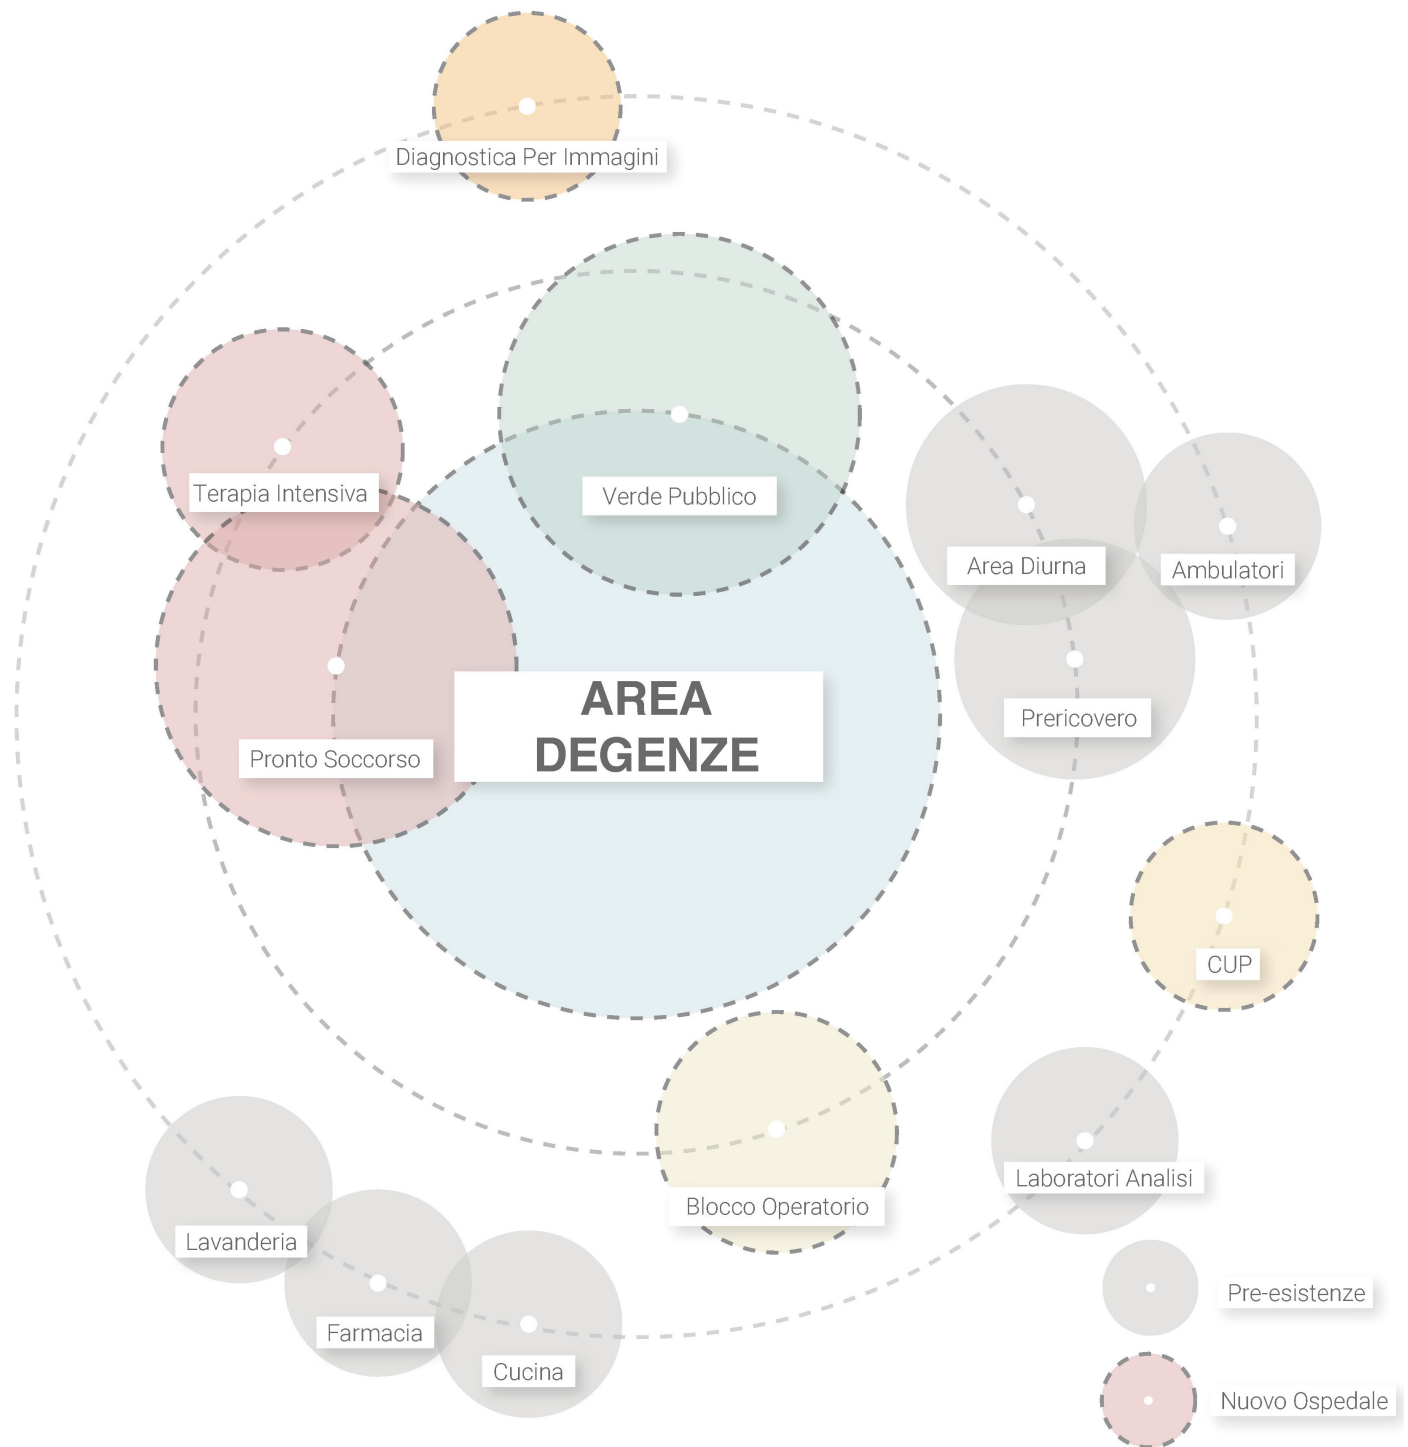 Diagnostica Per Immagini
Terapia Intensiva
Verde Pubblico
Area Diurna
Ambulatori
Prericovero
AREA
DEGENZE
Pronto Soccorso
CUP
Laboratori Analisi
Blocco Operatorio
Lavanderia
Farmacia
Cucina
Pre-esistenze
Nuovo Ospedale